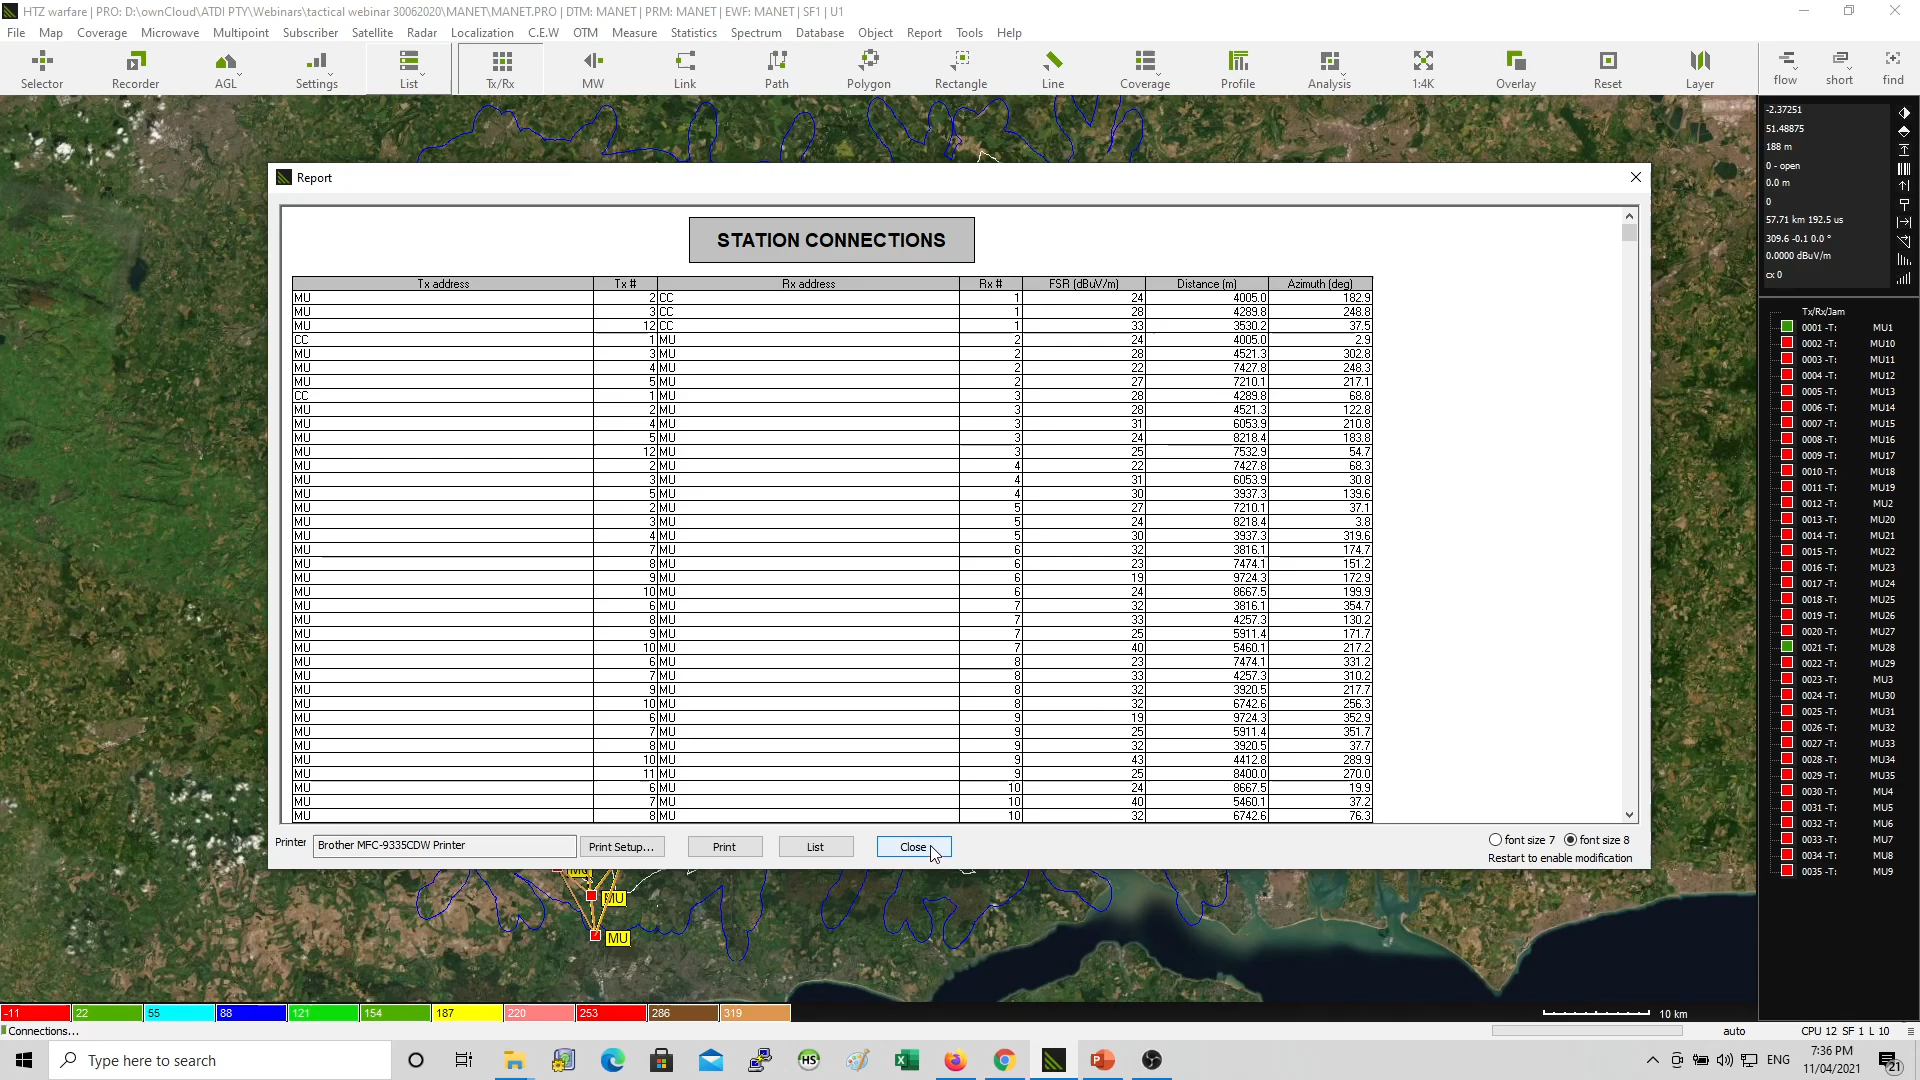 HTZ warfare | PRO: D:\ownCloud\ATDI PTY\Webinars\tactical webinar 30062020\MANET\MANET.PRO | DTM: MANET | PRM: MANET | EWF: MANET | SF1 | U1
File Map Coverage Microwave Multipoint Subscriber Satellite Radar Localization C.E.W OTM Measure Statistics Spectrum Database Object Report Tools Help
Selector Recorder AGL Settings List Tx/Rx MW Link Path Polygon Rectangle Line Coverage Profile Analysis 1:4K Overlay Reset Layer flow short find
-2.37251
51.48875
188 m
0 - open
0.0 m
0
57.71 km 192.5 us
309.6 -0.1 0.0 °
0.0000 dBuV/m
cx 0
Report
STATION CONNECTIONS
Tx address Tx # Rx address Rx # FSR (dBuV/m) Distance (m) Azimuth (deg)
MU 2 CC 1 24 4005.0 182.9
MU 3 CC 1 28 4289.8 248.8
MU 12 CC 1 33 3530.2 37.5
CC 1 MU 2 24 4005.0 2.9
MU 3 MU 2 28 4521.3 302.8
MU 4 MU 2 22 7427.8 248.3
MU 5 MU 2 27 7210.1 217.1
CC 1 MU 3 28 4289.8 68.8
MU 2 MU 3 28 4521.3 122.8
MU 4 MU 3 31 6053.9 210.8
MU 5 MU 3 24 8218.4 183.8
MU 12 MU 3 25 7532.9 54.7
MU 2 MU 4 22 7427.8 68.3
MU 3 MU 4 31 6053.9 30.8
MU 5 MU 4 30 3937.3 139.6
MU 2 MU 5 27 7210.1 37.1
MU 3 MU 5 24 8218.4 3.8
MU 4 MU 5 30 3937.3 319.6
MU 7 MU 6 32 3816.1 174.7
MU 8 MU 6 23 7474.1 151.2
MU 9 MU 6 19 9724.3 172.9
MU 10 MU 6 24 8667.5 199.9
MU 6 MU 7 32 3816.1 354.7
MU 8 MU 7 33 4257.3 130.2
MU 9 MU 7 25 5911.4 171.7
MU 10 MU 7 40 5460.1 217.2
MU 6 MU 8 23 7474.1 331.2
MU 7 MU 8 33 4257.3 310.2
MU 9 MU 8 32 3920.5 217.7
MU 10 MU 8 32 6742.6 256.3
MU 6 MU 9 19 9724.3 352.9
MU 7 MU 9 25 5911.4 351.7
MU 8 MU 9 32 3920.5 37.7
MU 10 MU 9 43 4412.8 289.9
MU 11 MU 9 25 8400.0 270.0
MU 6 MU 10 24 8667.5 19.9
MU 7 MU 10 40 5460.1 37.2
MU 8 MU 10 32 6742.6 76.3
Printer Brother MFC-9335CDW Printer Print Setup... Print List Close font size 7 font size 8
Restart to enable modification
Tx/Rx/Jam
0001 -T: MU1
0002 -T: MU10
0003 -T: MU11
0004 -T: MU12
0005 -T: MU13
0006 -T: MU14
0007 -T: MU15
0008 -T: MU16
0009 -T: MU17
0010 -T: MU18
0011 -T: MU19
0012 -T: MU2
0013 -T: MU20
0014 -T: MU21
0015 -T: MU22
0016 -T: MU23
0017 -T: MU24
0018 -T: MU25
0019 -T: MU26
0020 -T: MU27
0021 -T: MU28
0022 -T: MU29
0023 -T: MU3
0024 -T: MU30
0025 -T: MU31
0026 -T: MU32
0027 -T: MU33
0028 -T: MU34
0029 -T: MU35
0030 -T: MU4
0031 -T: MU5
0032 -T: MU6
0033 -T: MU7
0034 -T: MU8
0035 -T: MU9
MU
MU
MU
-11 22 55 88 121 154 187 220 253 286 319
10 km
Connections... auto CPU 12 SF 1 L 10
Type here to search
HS
ENG
7:36 PM
11/04/2021
21